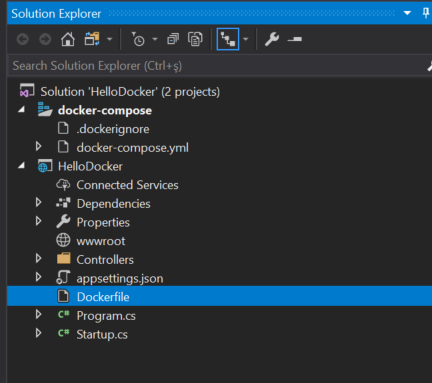 Solution Explorer
Search Solution Explorer (Ctrl+ş)
Solution 'HelloDocker' (2 projects)
docker-compose
.dockerignore
docker-compose.yml
HelloDocker
Connected Services
Dependencies
Properties
wwwroot
Controllers
appsettings.json
Dockerfile
C# Program.cs
C# Startup.cs